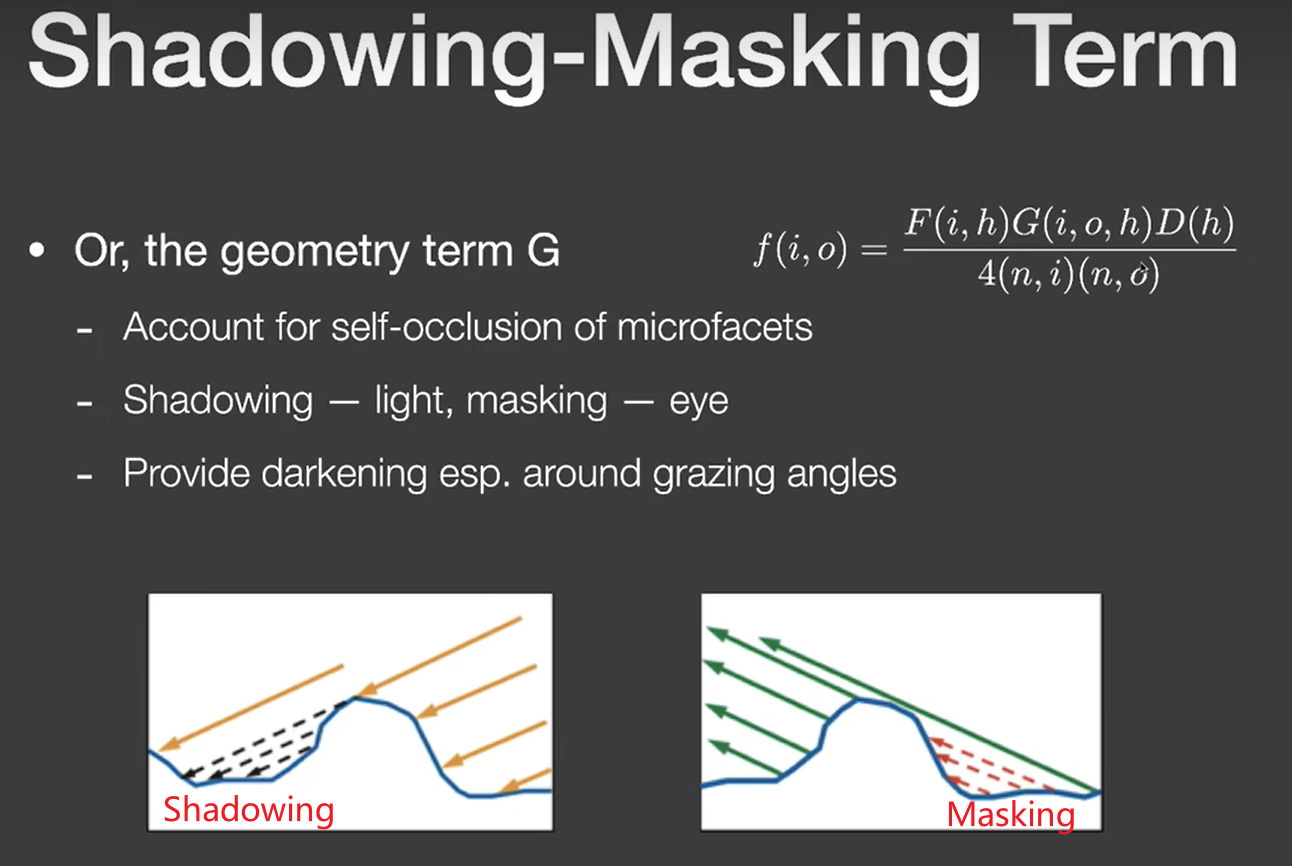 Shadowing-Masking Term
• Or, the geometry term G
f(i, o) = F(i, h)G(i, o, h)D(h) / 4(n, i)(n, o)
- Account for self-occlusion of microfacets
- Shadowing — light, masking — eye
- Provide darkening esp. around grazing angles
Shadowing
Masking